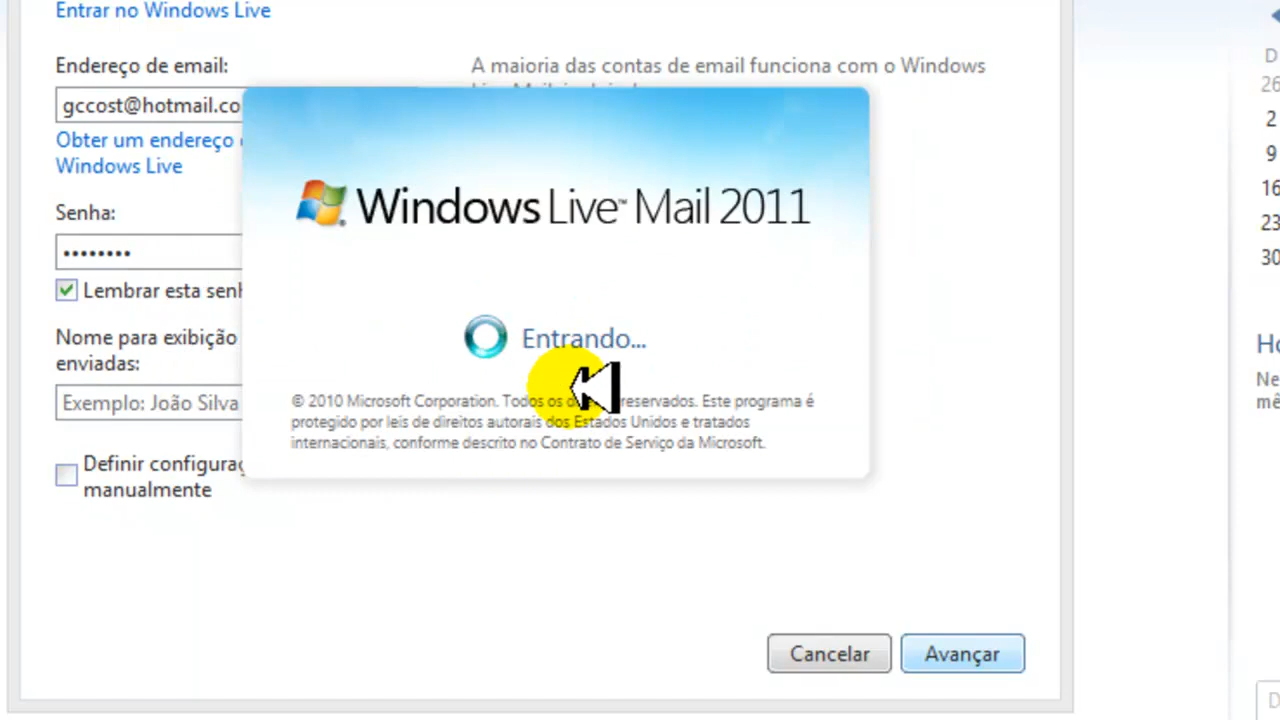 Entrar no Windows Live
Endereço de email:
A maioria das contas de email funciona com o Windows
gccost@hotmail.co
Obter um endereço
Windows Live
Senha:
••••••••
Lembrar esta senh
Nome para exibição
enviadas:
Exemplo: João Silva
Definir configuraç
manualmente
Windows Live™ Mail 2011
Entrando...
© 2010 Microsoft Corporation. Todos os reservados. Este programa é
protegido por leis de direitos autorais dos Estados Unidos e tratados
internacionais, conforme descrito no Contrato de Serviço da Microsoft.
Cancelar
Avançar
D
26
2
9
16
23
30
Ho
Ne
mê
D